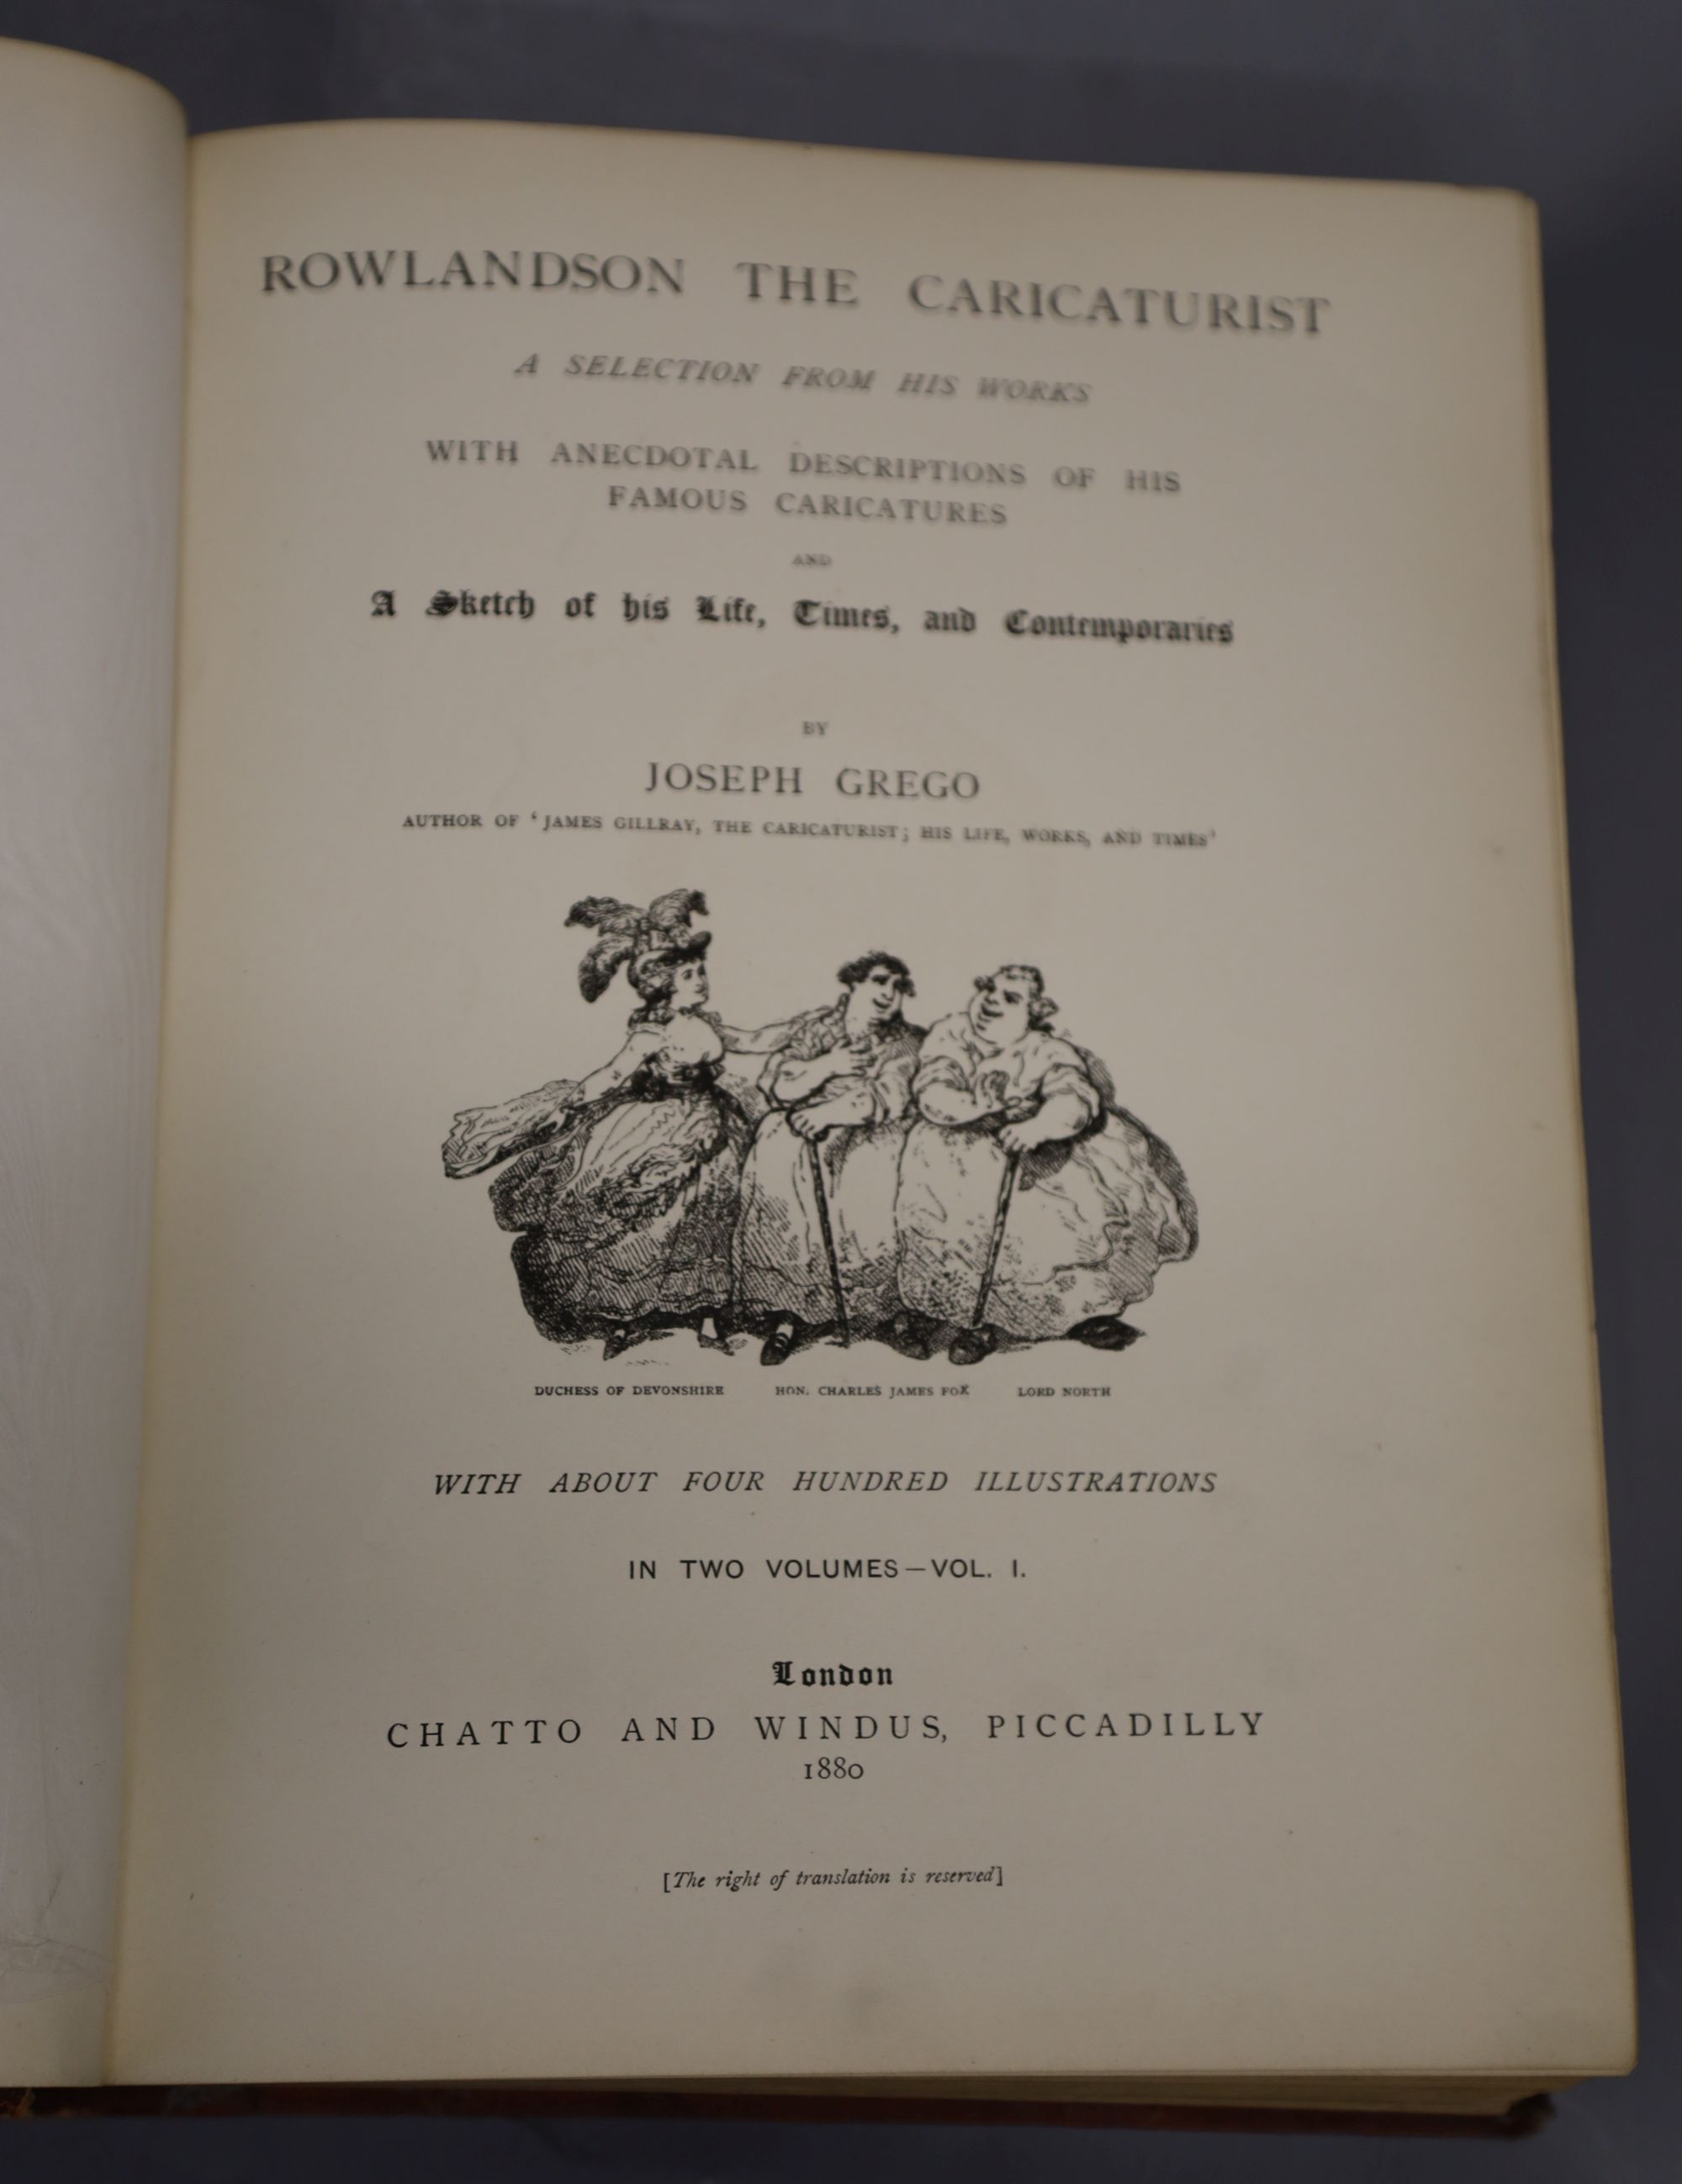 ROWLANDSON THE CARICATURIST
A SELECTION FROM HIS WORKS
WITH ANECDOTAL DESCRIPTIONS OF HIS
FAMOUS CARICATURES
AND
A Sketch of his Life, Times, and Contemporaries
BY
JOSEPH GREGO
AUTHOR OF ‘JAMES GILLRAY, THE CARICATURIST; HIS LIFE, WORKS, AND TIMES’
DUCHESS OF DEVONSHIRE HON. CHARLES JAMES FOX LORD NORTH
WITH ABOUT FOUR HUNDRED ILLUSTRATIONS
IN TWO VOLUMES—VOL. I.
London
CHATTO AND WINDUS, PICCADILLY
1880
[The right of translation is reserved]